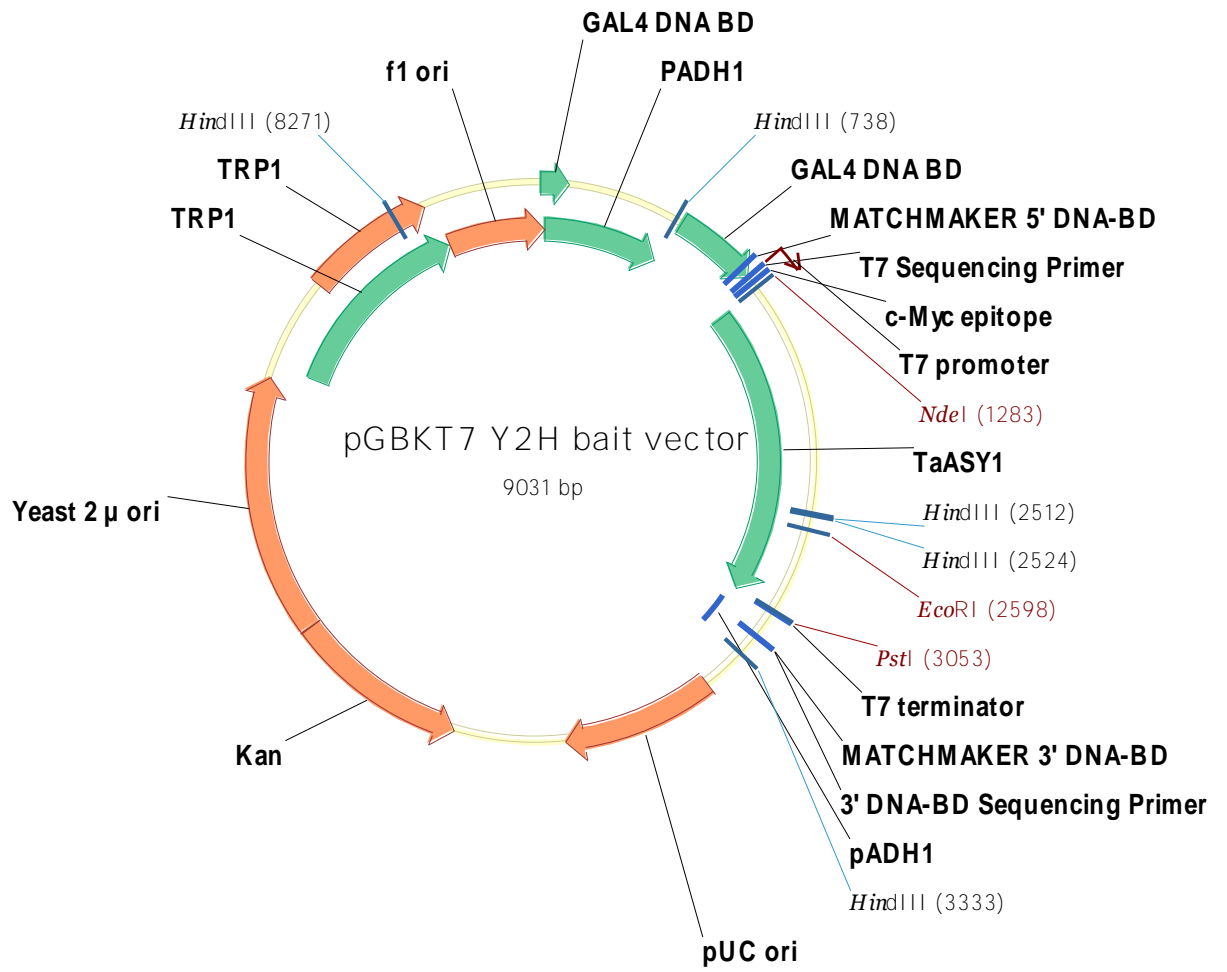 GAL4 DNA BD
f1 ori
PADH1
HindIII (8271)
HindIII (738)
TRP1
GAL4 DNA BD
TRP1
MATCHMAKER 5' DNA-BD
T7 Sequencing Primer
c-Myc epitope
T7 promoter
NdeI (1283)
pGBKT7 Y2H bait vector
TaASY1
9031 bp
Yeast 2 µ ori
HindIII (2512)
HindIII (2524)
EcoRI (2598)
PstI (3053)
T7 terminator
Kan
MATCHMAKER 3' DNA-BD
3' DNA-BD Sequencing Primer
pADH1
HindIII (3333)
pUC ori